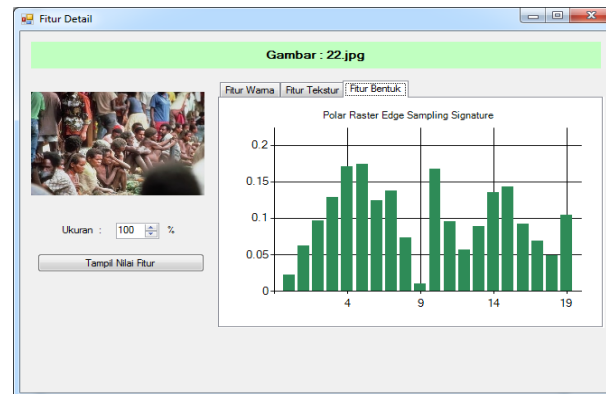 Fitur Detail
Gambar : 22.jpg
Fitur Warna Fitur Tekstur Fitur Bentuk
Polar Raster Edge Sampling Signature
0.2
0.15
0.1
0.05
0
4 9 14 19
Ukuran : 100 %
Tampil Nilai Fitur